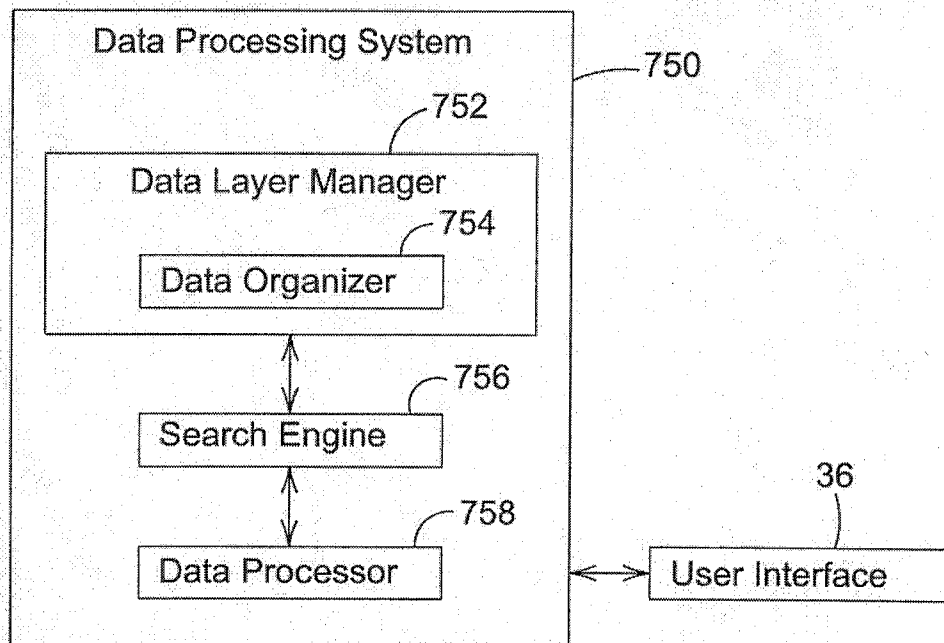 Data Processing System
750
752
Data Layer Manager
754
Data Organizer
756
Search Engine
36
758
Data Processor
User Interface